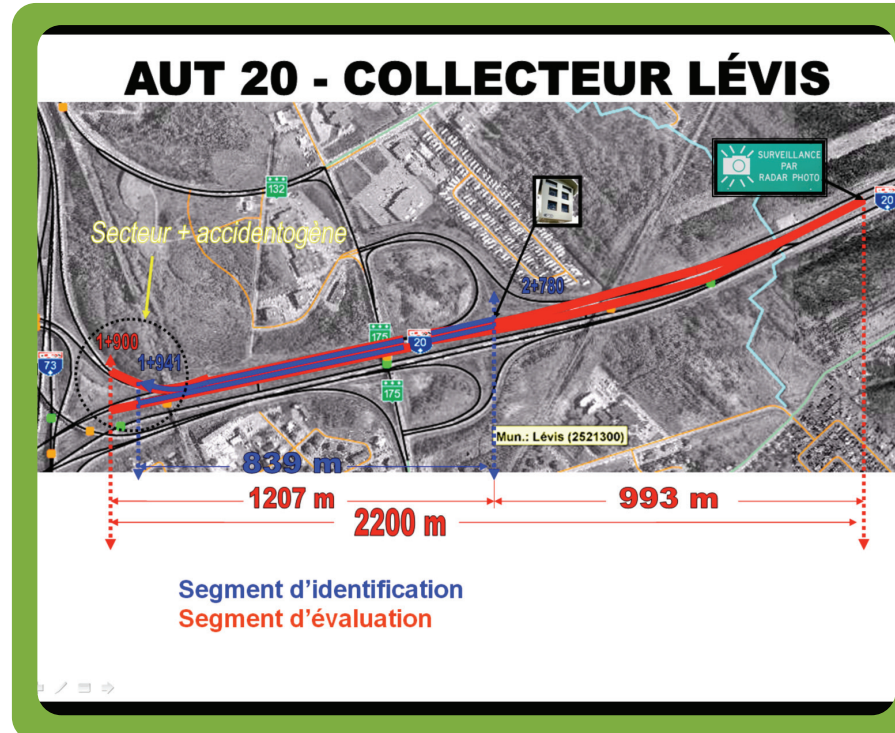 AUT 20 - COLLECTEUR LÉVIS
SURVEILLANCE
PAR
RADAR PHOTO
132
20
Secteur + accidentogène
2+780
1+900
175
20
1+941
73
175
Mun.: Lévis (2521300)
839 m
1207 m
993 m
2200 m
Segment d'identification
Segment d'évaluation